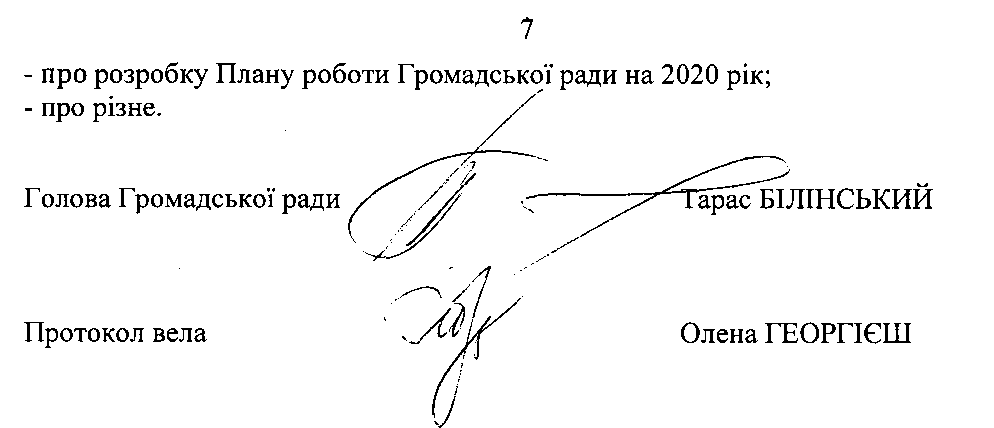 7
- про розробку Плану роботи Громадської ради на 2020 рік;
- про різне.
Голова Громадської ради Тарас БІЛІНСЬКИЙ
Протокол вела Олена ГЕОРГІЄШ